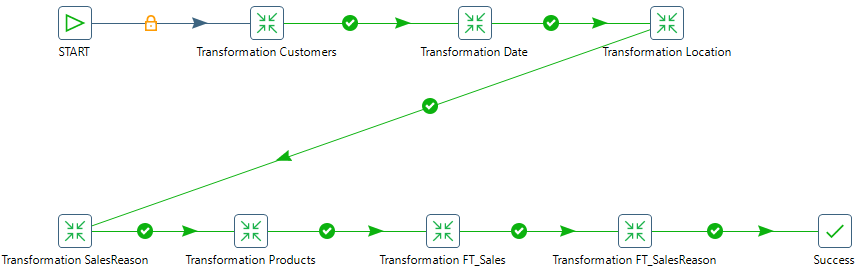 START
Transformation Customers
Transformation Date
Transformation Location
Transformation SalesReason
Transformation Products
Transformation FT_Sales
Transformation FT_SalesReason
Success